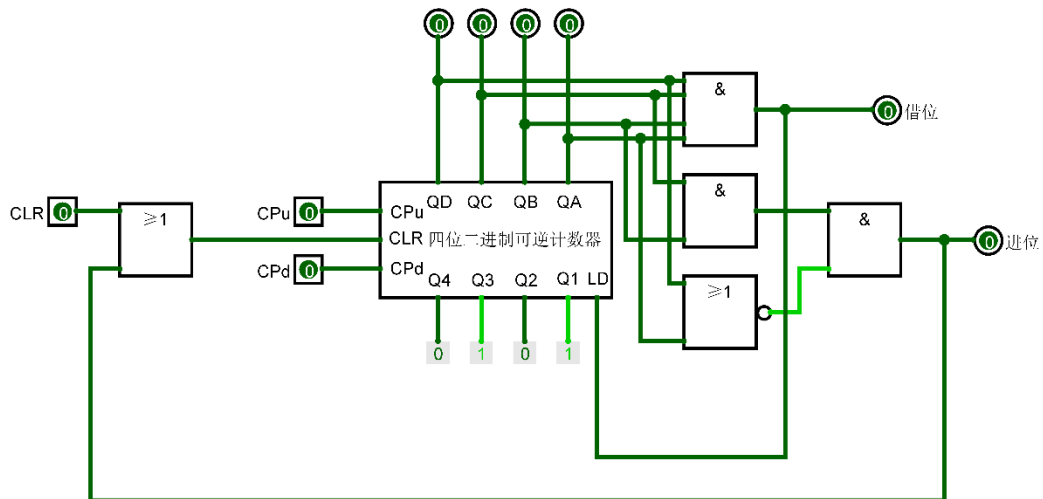 0 0 0 0
&
0 借位
QD QC QB QA
&
CLR 0
≥1
CPu 0
CPu
&
CLR 四位二进制可逆计数器
0 进位
CPd 0
CPd
Q4 Q3 Q2 Q1 LD
≥1
0 1 0 1